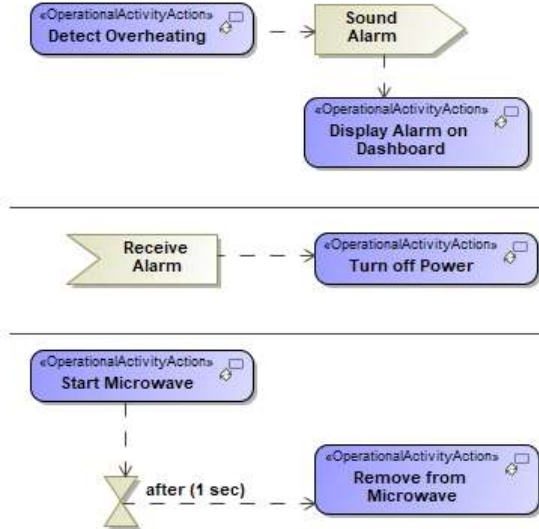 «OperationalActivityAction»
Detect Overheating
Sound
Alarm
«OperationalActivityAction»
Display Alarm on
Dashboard
Receive
Alarm
«OperationalActivityAction»
Turn off Power
«OperationalActivityAction»
Start Microwave
after (1 sec)
«OperationalActivityAction»
Remove from
Microwave